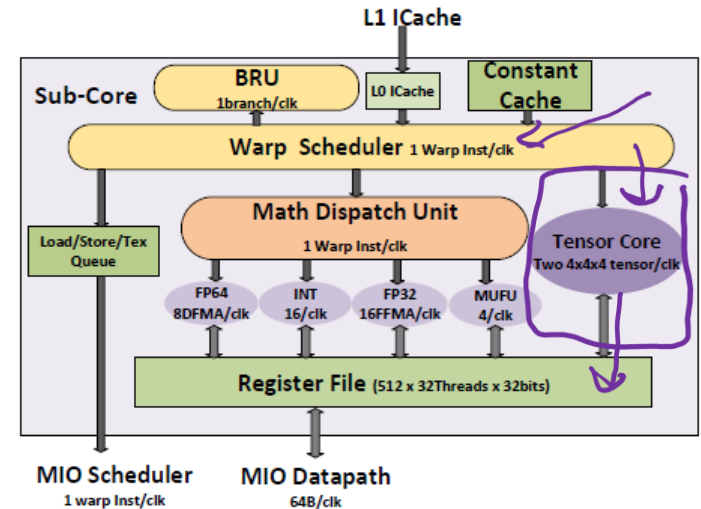 L1 ICache
Sub-Core
BRU
1branch/clk
L0 ICache
Constant
Cache
Warp Scheduler 1 Warp Inst/clk
Load/Store/Tex
Queue
Math Dispatch Unit
1 Warp Inst/clk
FP64
8DFMA/clk
INT
16/clk
FP32
16FFMA/clk
MUFU
4/clk
Tensor Core
Two 4x4x4 tensor/clk
Register File (512 x 32Threads x 32bits)
MIO Scheduler
1 warp Inst/clk
MIO Datapath
64B/clk